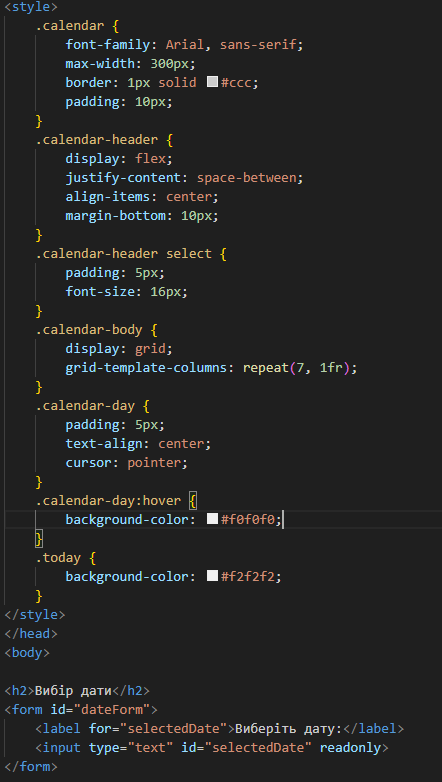 <style>
.calendar {
font-family: Arial, sans-serif;
max-width: 300px;
border: 1px solid #ccc;
padding: 10px;
}
.calendar-header {
display: flex;
justify-content: space-between;
align-items: center;
margin-bottom: 10px;
}
.calendar-header select {
padding: 5px;
font-size: 16px;
}
.calendar-body {
display: grid;
grid-template-columns: repeat(7, 1fr);
}
.calendar-day {
padding: 5px;
text-align: center;
cursor: pointer;
}
.calendar-day:hover {
background-color: #f0f0f0;
}
.today {
background-color: #f2f2f2;
}
</style>
</head>
<body>
<h2>Вибір дати</h2>
<form id="dateForm">
<label for="selectedDate">Виберіть дату:</label>
<input type="text" id="selectedDate" readonly>
</form>